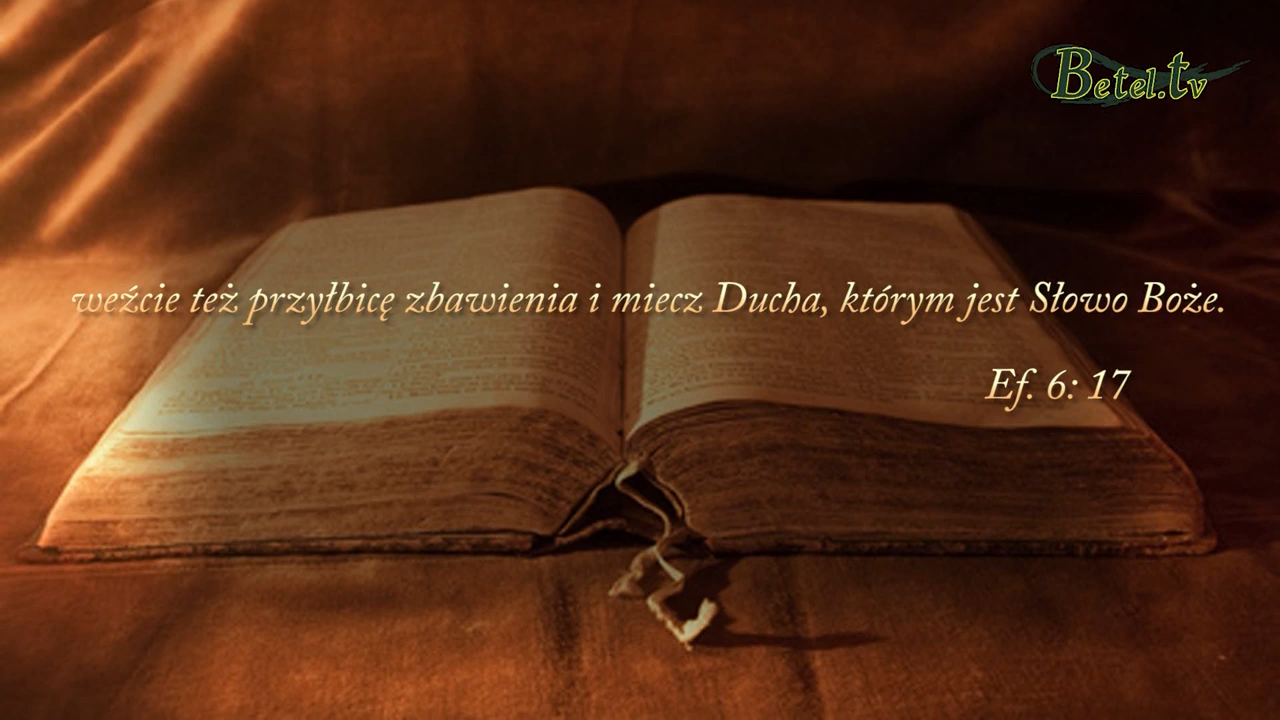 Betel.tv
weźcie też przyłbicę zbawienia i miecz Ducha, którym jest Słowo Boże.
Ef. 6: 17